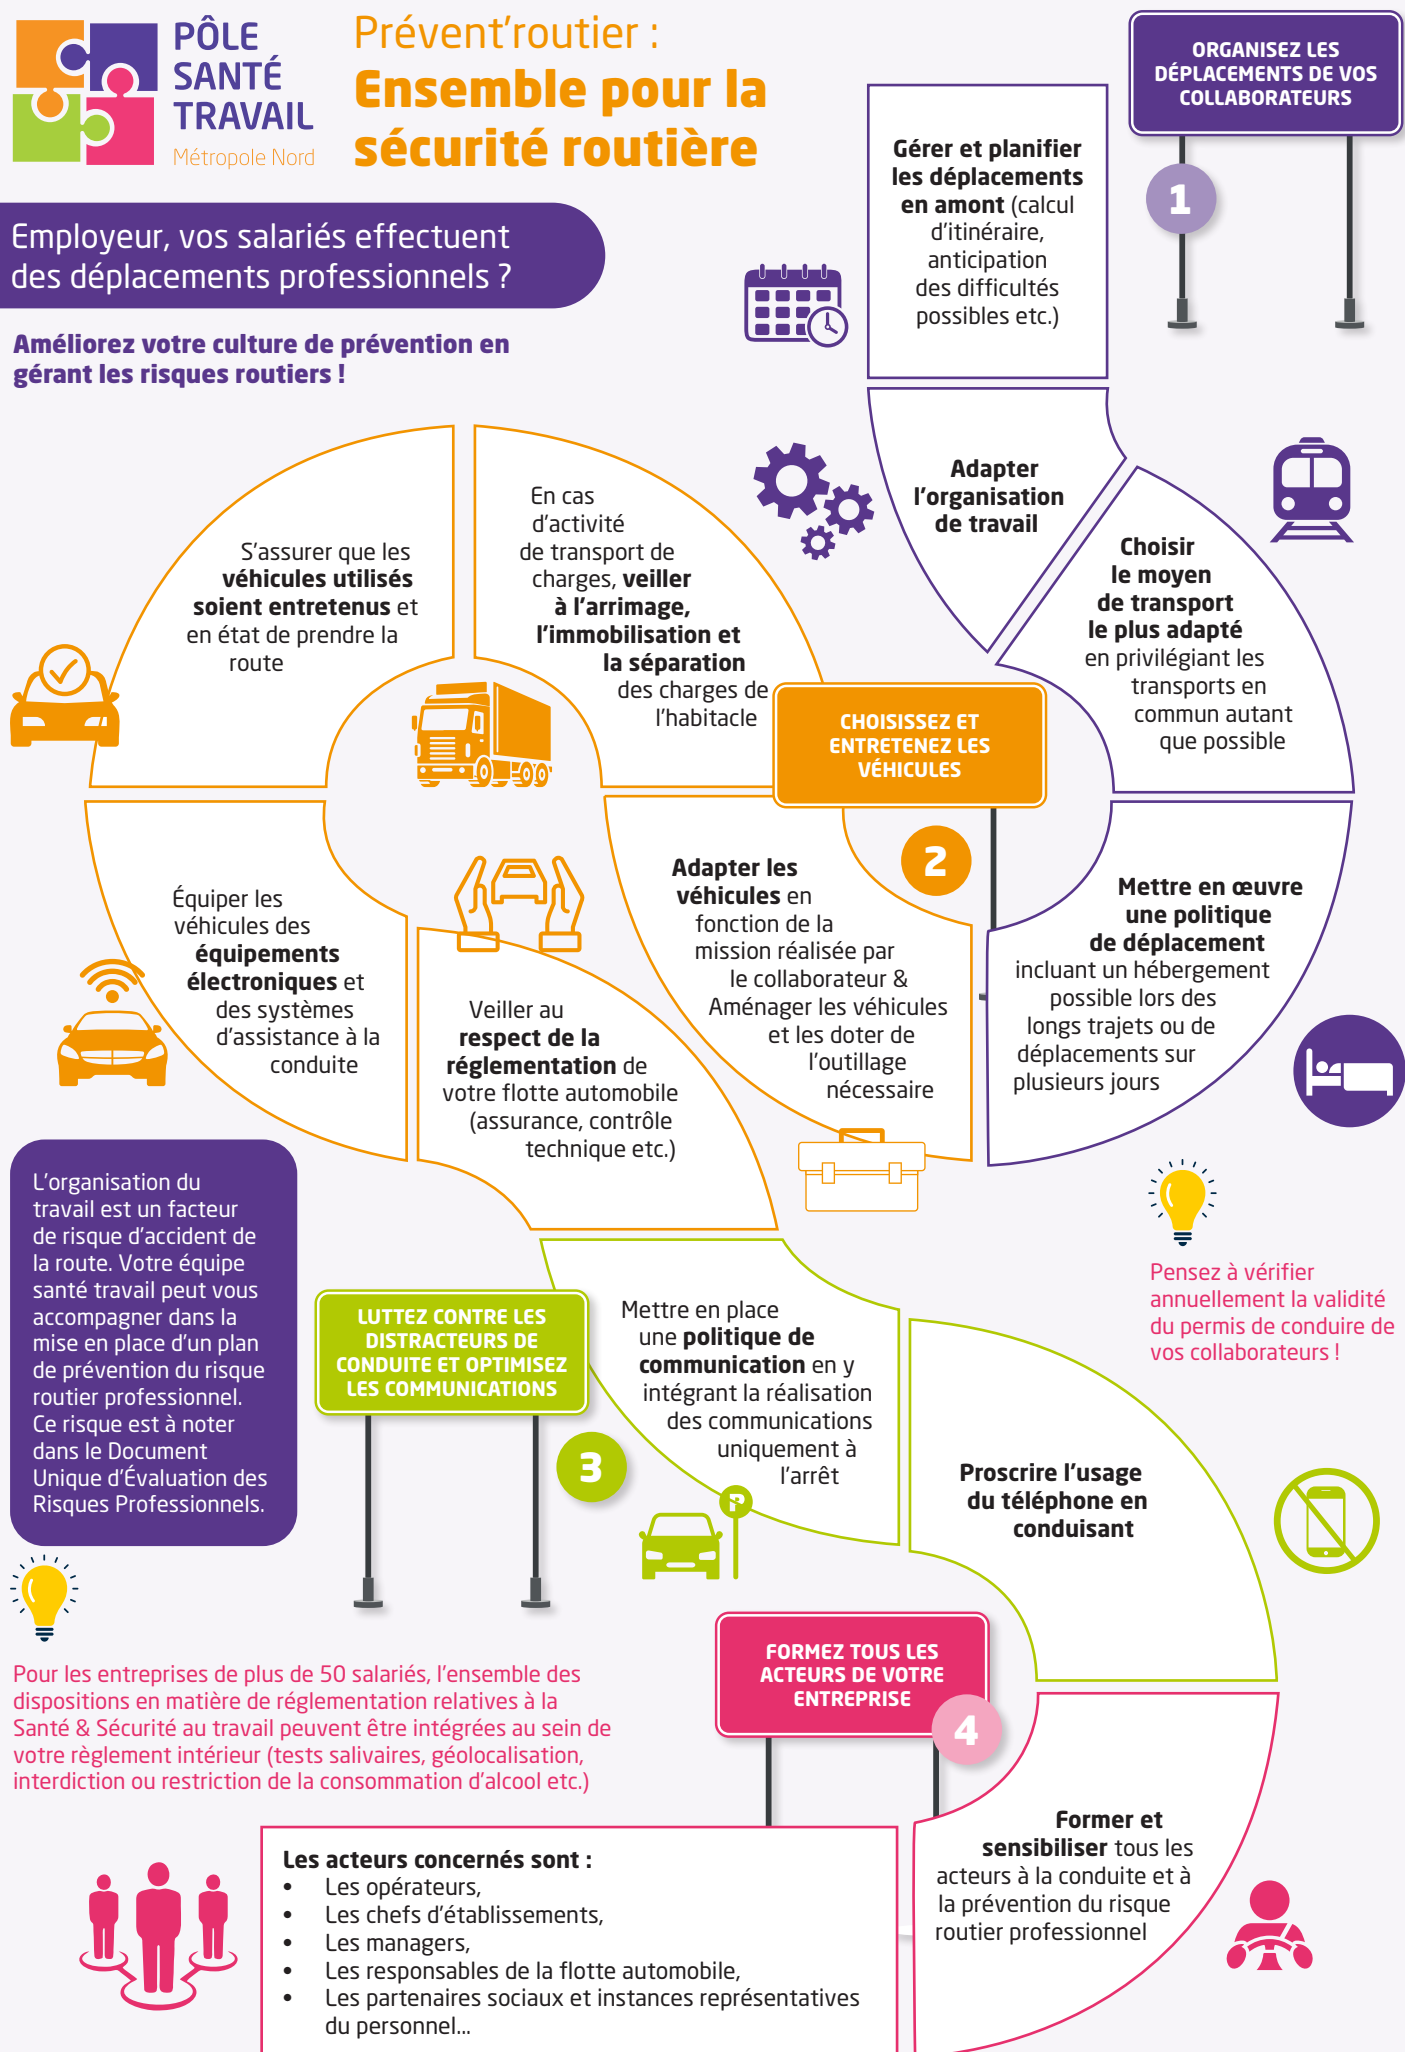 PÔLE
SANTÉ
TRAVAIL
Métropole Nord
Prévent'routier :
Ensemble pour la
sécurité routière
Employeur, vos salariés effectuent
des déplacements professionnels ?
Améliorez votre culture de prévention en
gérant les risques routiers !
ORGANISEZ LES
DÉPLACEMENTS DE VOS
COLLABORATEURS
1
Gérer et planifier
les déplacements
en amont (calcul
d'itinéraire,
anticipation
des difficultés
possibles etc.)
Adapter
l'organisation
de travail
Choisir
le moyen
de transport
le plus adapté
en privilégiant les
transports en
commun autant
que possible
Mettre en œuvre
une politique
de déplacement
incluant un hébergement
possible lors des
longs trajets ou de
déplacements sur
plusieurs jours
CHOISISSEZ ET
ENTRETENEZ LES
VÉHICULES
2
Adapter les
véhicules en
fonction de la
mission réalisée par
le collaborateur &
Aménager les véhicules
et les doter de
l'outillage
nécessaire
En cas
d'activité
de transport de
charges, veiller
à l'arrimage,
l'immobilisation et
la séparation
des charges de
l'habitacle
S'assurer que les
véhicules utilisés
soient entretenus et
en état de prendre la
route
Équiper les
véhicules des
équipements
électroniques et
des systèmes
d'assistance à la
conduite
Veiller au
respect de la
réglementation de
votre flotte automobile
(assurance, contrôle
technique etc.)
L'organisation du
travail est un facteur
de risque d'accident de
la route. Votre équipe
santé travail peut vous
accompagner dans la
mise en place d'un plan
de prévention du risque
routier professionnel.
Ce risque est à noter
dans le Document
Unique d'Évaluation des
Risques Professionnels.
Pensez à vérifier
annuellement la validité
du permis de conduire de
vos collaborateurs !
LUTTEZ CONTRE LES
DISTRACTEURS DE
CONDUITE ET OPTIMISEZ
LES COMMUNICATIONS
3
Mettre en place
une politique de
communication en y
intégrant la réalisation
des communications
uniquement à
l'arrêt
P
Proscrire l'usage
du téléphone en
conduisant
Pour les entreprises de plus de 50 salariés, l'ensemble des
dispositions en matière de réglementation relatives à la
Santé & Sécurité au travail peuvent être intégrées au sein de
votre règlement intérieur (tests salivaires, géolocalisation,
interdiction ou restriction de la consommation d'alcool etc.)
FORMEZ TOUS LES
ACTEURS DE VOTRE
ENTREPRISE
4
Former et
sensibiliser tous les
acteurs à la conduite et à
la prévention du risque
routier professionnel
Les acteurs concernés sont :
• Les opérateurs,
• Les chefs d'établissements,
• Les managers,
• Les responsables de la flotte automobile,
• Les partenaires sociaux et instances représentatives
du personnel...